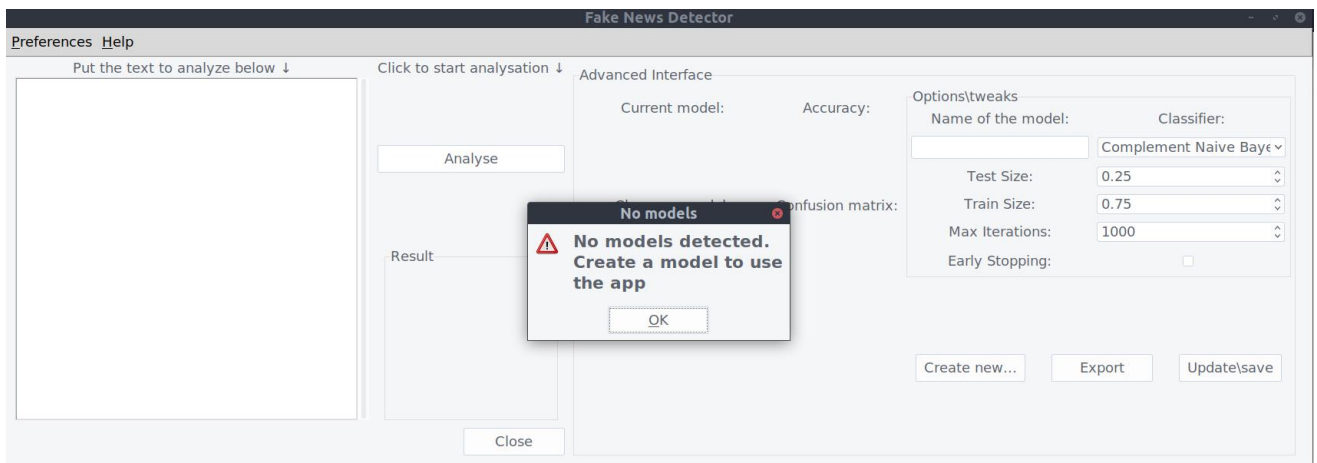 Fake News Detector
Preferences Help
Put the text to analyze below ↓
Click to start analysation ↓
Analyse
Result
Close
Advanced Interface
Current model:
Accuracy:
onfusion matrix:
Options\tweaks
Name of the model:
Classifier:
Complement Naive Baye
Test Size:
0.25
Train Size:
0.75
Max Iterations:
1000
Early Stopping:
Create new...
Export
Update\save
No models
No models detected.
Create a model to use
the app
OK